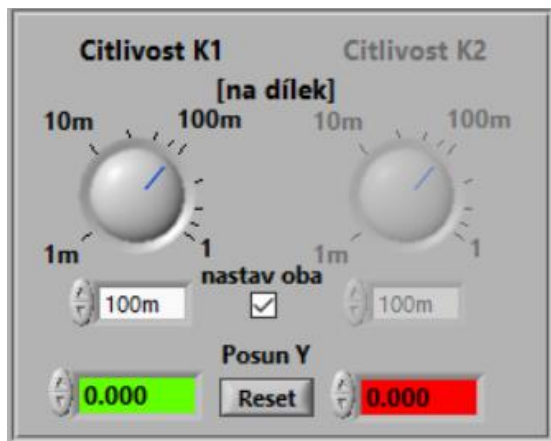 Citlivost K1 Citlivost K2
[na dílek]
10m 100m 10m 100m
1m 1 1m 1
nastav oba
100m 100m
Posun Y
0.000 Reset 0.000